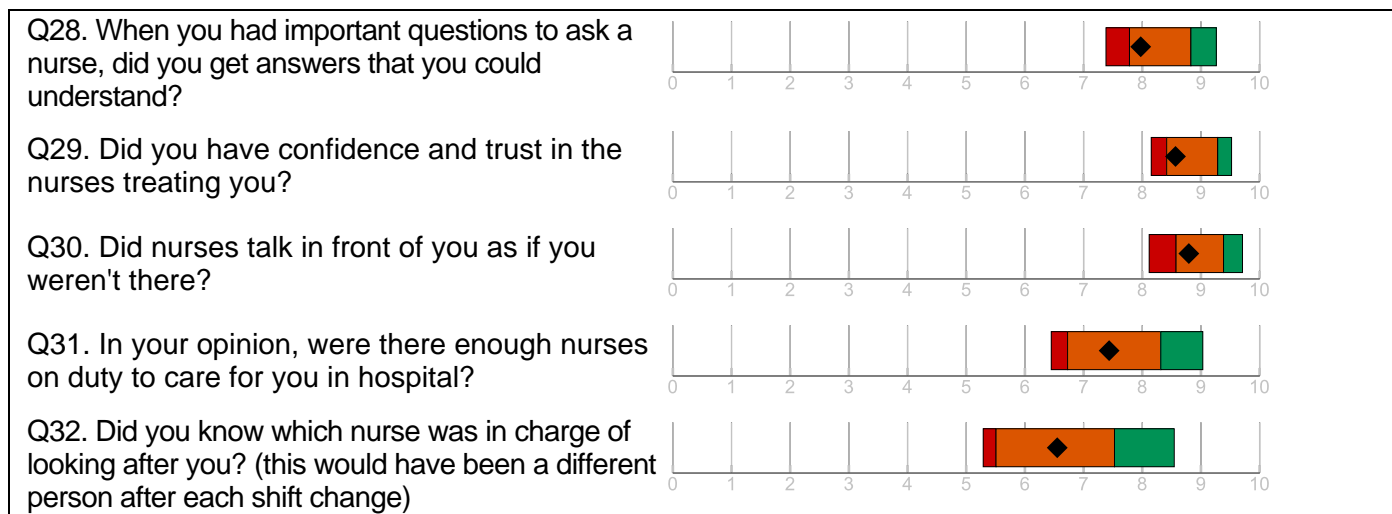 Q28. When you had important questions to ask a
nurse, did you get answers that you could
understand?
0 1 2 3 4 5 6 7 8 9 10
Q29. Did you have confidence and trust in the
nurses treating you?
0 1 2 3 4 5 6 7 8 9 10
Q30. Did nurses talk in front of you as if you
weren't there?
0 1 2 3 4 5 6 7 8 9 10
Q31. In your opinion, were there enough nurses
on duty to care for you in hospital?
0 1 2 3 4 5 6 7 8 9 10
Q32. Did you know which nurse was in charge of
looking after you? (this would have been a different
person after each shift change)
0 1 2 3 4 5 6 7 8 9 10